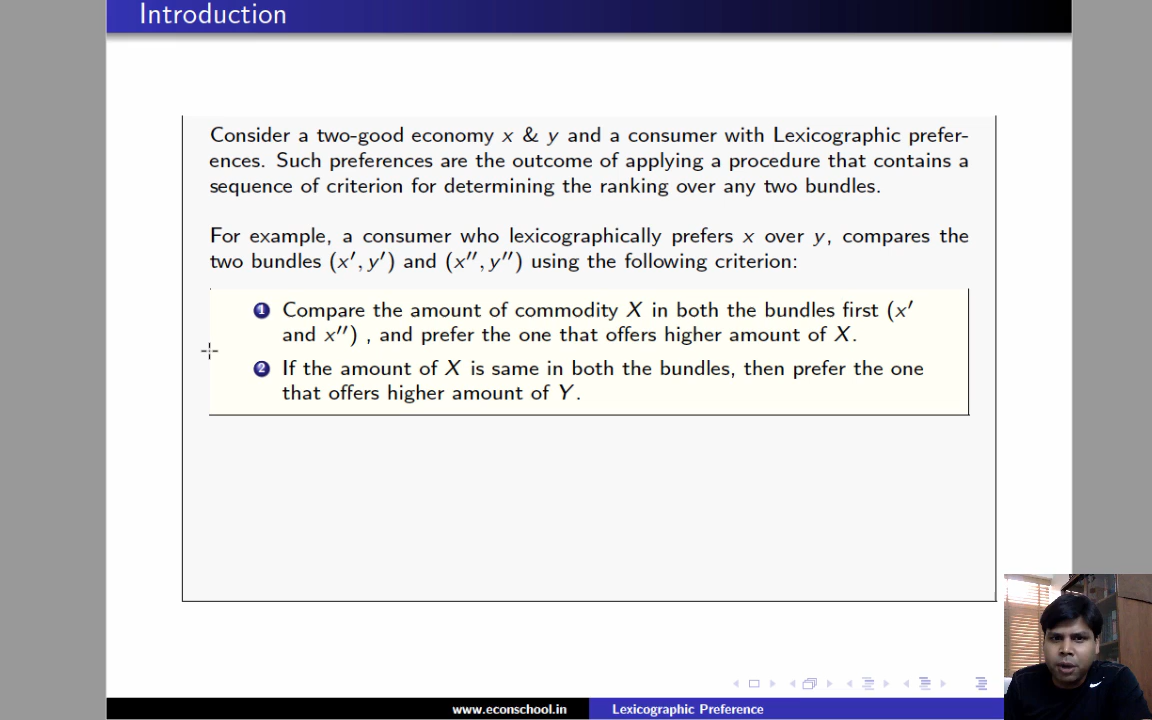 Introduction
Consider a two-good economy x & y and a consumer with Lexicographic prefer-
ences. Such preferences are the outcome of applying a procedure that contains a
sequence of criterion for determining the ranking over any two bundles.
For example, a consumer who lexicographically prefers x over y, compares the
two bundles (x′, y′) and (x′′, y′′) using the following criterion:
1 Compare the amount of commodity X in both the bundles first (x′
and x′′) , and prefer the one that offers higher amount of X.
2 If the amount of X is same in both the bundles, then prefer the one
that offers higher amount of Y.
www.econschool.in Lexicographic Preference